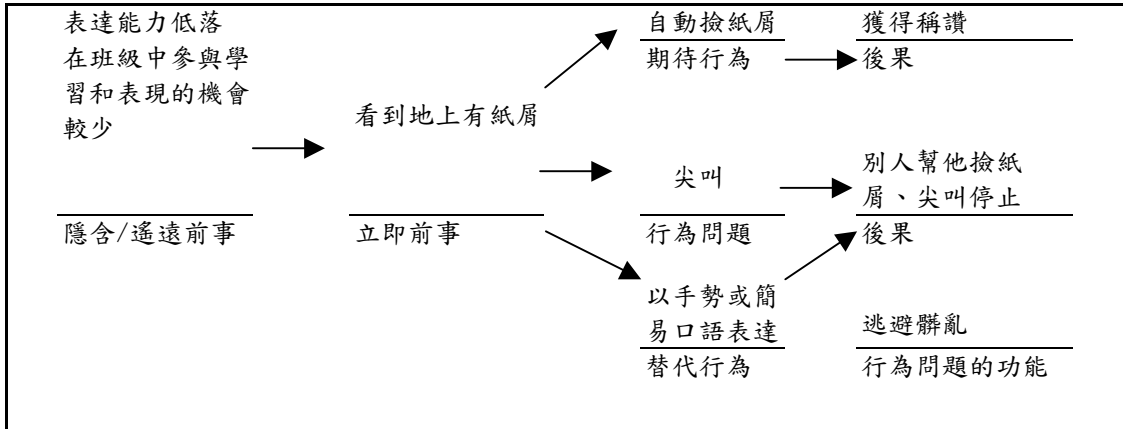 表達能力低落
在班級中參與學
習和表現的機會
較少
隱含/遙遠前事
看到地上有紙屑
立即前事
自動撿紙屑
期待行為
獲得稱讚
後果
尖叫
行為問題
別人幫他撿紙
屑、尖叫停止
後果
以手勢或簡
易口語表達
替代行為
逃避髒亂
行為問題的功能